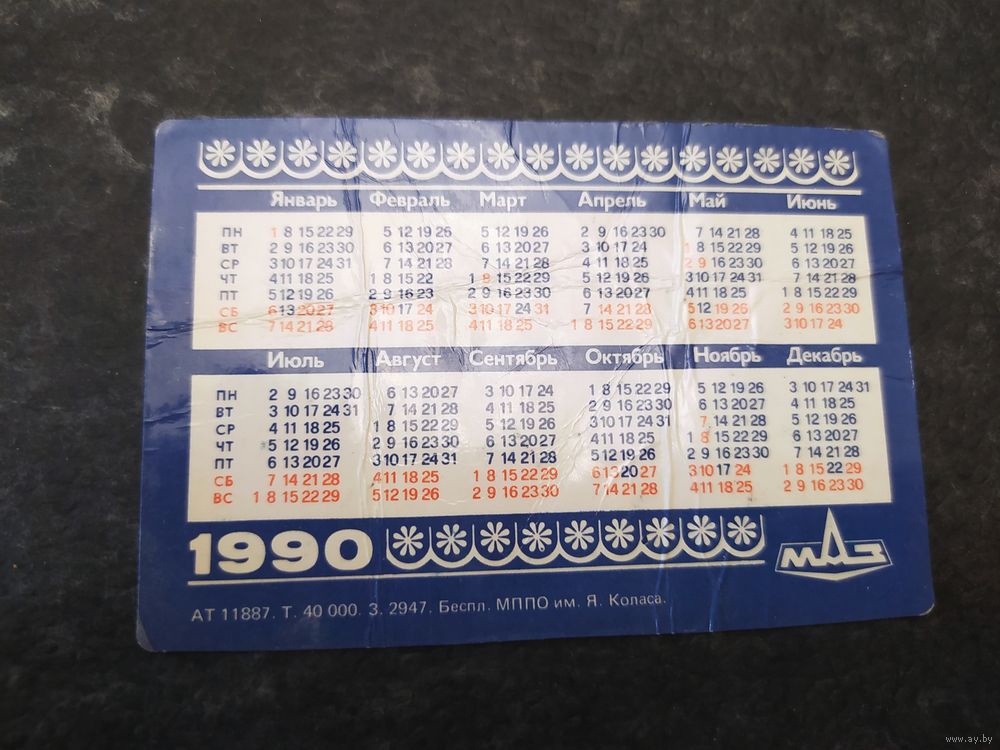 Январь Февраль Март Апрель Май Июнь
ПН 1 8 15 22 29 5 12 19 26 5 12 19 26 2 9 16 23 30 7 14 21 28 4 11 18 25
ВТ 2 9 16 23 30 6 13 20 27 6 13 20 27 3 10 17 24 1 8 15 22 29 5 12 19 26
СР 3 10 17 24 31 7 14 21 28 7 14 21 28 4 11 18 25 2 9 16 23 30 6 13 20 27
ЧТ 4 11 18 25 1 8 15 22 1 8 15 22 29 5 12 19 26 3 10 17 24 31 7 14 21 28
ПТ 5 12 19 26 2 9 16 23 2 9 16 23 30 6 13 20 27 4 11 18 25 1 8 15 22 29
СБ 6 13 20 27 3 10 17 24 3 10 17 24 31 7 14 21 28 5 12 19 26 2 9 16 23 30
ВС 7 14 21 28 4 11 18 25 4 11 18 25 1 8 15 22 29 6 13 20 27 3 10 17 24
Июль Август Сентябрь Октябрь Ноябрь Декабрь
ПН 2 9 16 23 30 6 13 20 27 3 10 17 24 1 8 15 22 29 5 12 19 26 3 10 17 24 31
ВТ 3 10 17 24 31 7 14 21 28 4 11 18 25 2 9 16 23 30 6 13 20 27 4 11 18 25
СР 4 11 18 25 1 8 15 22 29 5 12 19 26 3 10 17 24 31 7 14 21 28 5 12 19 26
ЧТ 5 12 19 26 2 9 16 23 30 6 13 20 27 4 11 18 25 1 8 15 22 29 6 13 20 27
ПТ 6 13 20 27 3 10 17 24 31 7 14 21 28 5 12 19 26 2 9 16 23 30 7 14 21 28
СБ 7 14 21 28 4 11 18 25 1 8 15 22 29 6 13 20 27 3 10 17 24 1 8 15 22 29
ВС 1 8 15 22 29 5 12 19 26 2 9 16 23 30 7 14 21 28 4 11 18 25 2 9 16 23 30
1990 МАЗ
АТ 11887. Т. 40 000. З. 2947. Беспл. МППО им. Я. Коласа.
www.ay.by